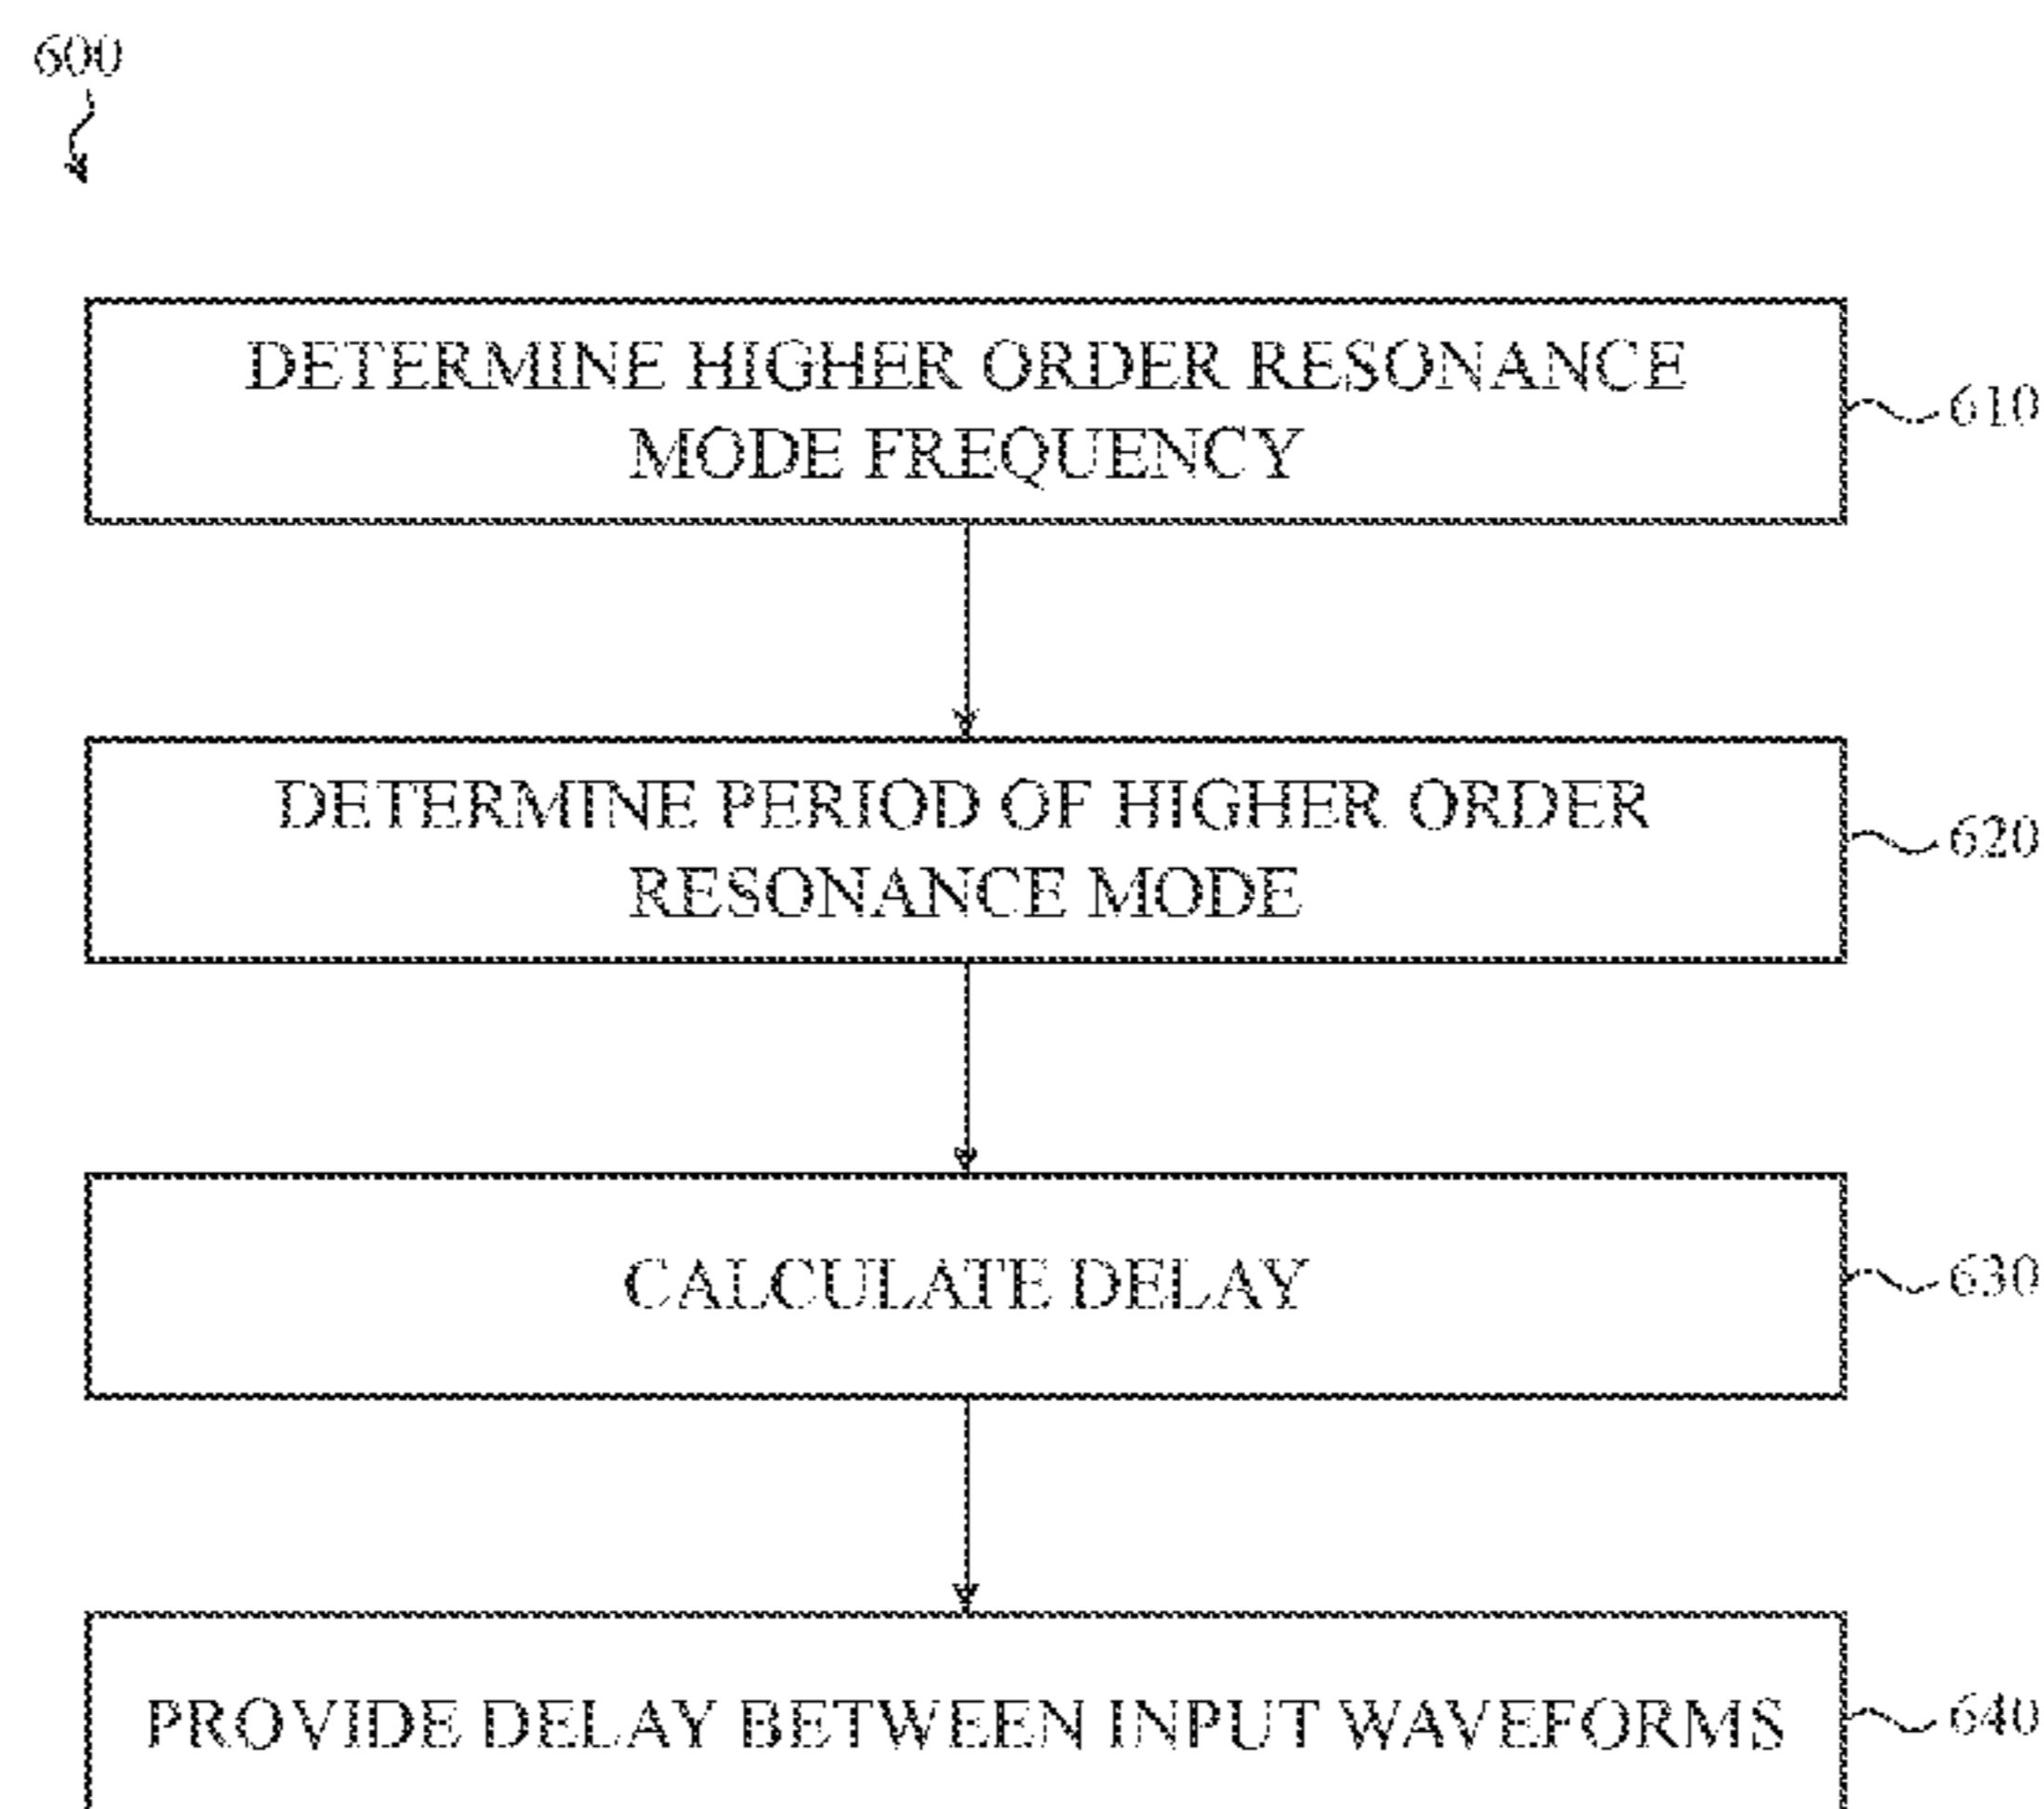 600
DETERMINE HIGHER ORDER RESONANCE
MODE FREQUENCY
610
DETERMINE PERIOD OF HIGHER ORDER
RESONANCE MODE
620
CALCULATE DELAY
630
PROVIDE DELAY BETWEEN INPUT WAVEFORMS
640